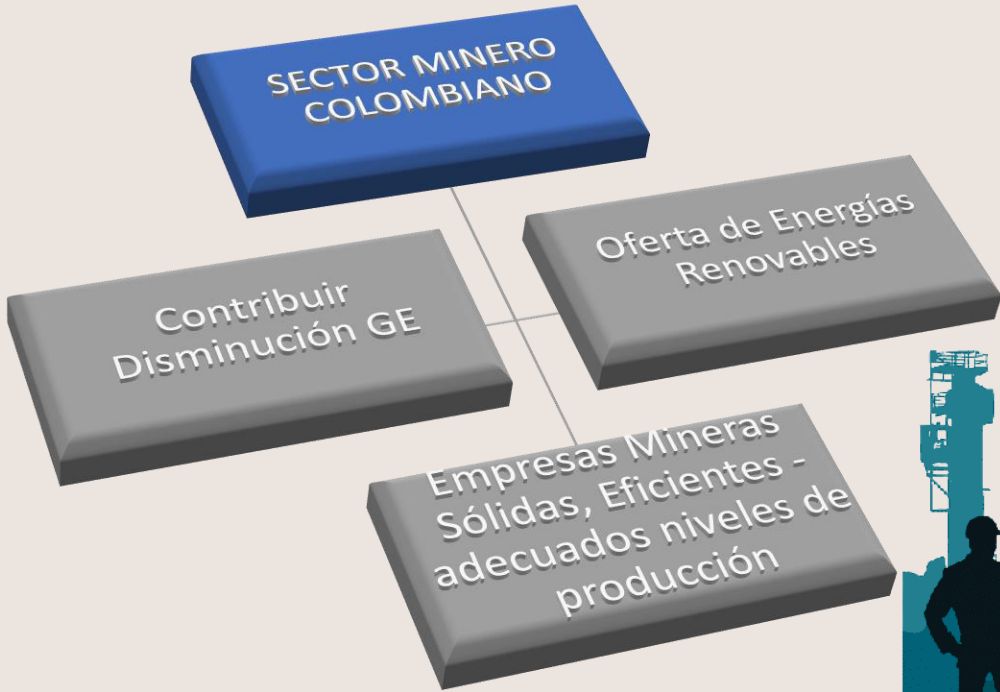 SECTOR MINERO
COLOMBIANO
Oferta de Energías
Renovables
Contribuir
Disminución GE
Empresas Mineras
Sólidas, Eficientes -
adecuados niveles de
producción